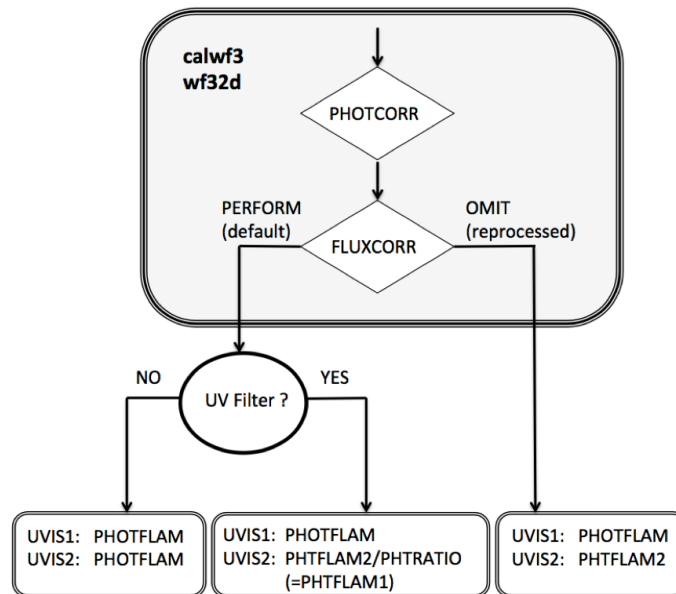 calwf3
wf32d
PHOTCORR
PERFORM
(default)
OMIT
(reprocessed)
FLUXCORR
NO
YES
UV Filter ?
UVIS1: PHOTFLAM
UVIS2: PHOTFLAM
UVIS1: PHOTFLAM
UVIS2: PHTFLAM2/PHTRATIO
(=PHTFLAM1)
UVIS1: PHOTFLAM
UVIS2: PHTFLAM2